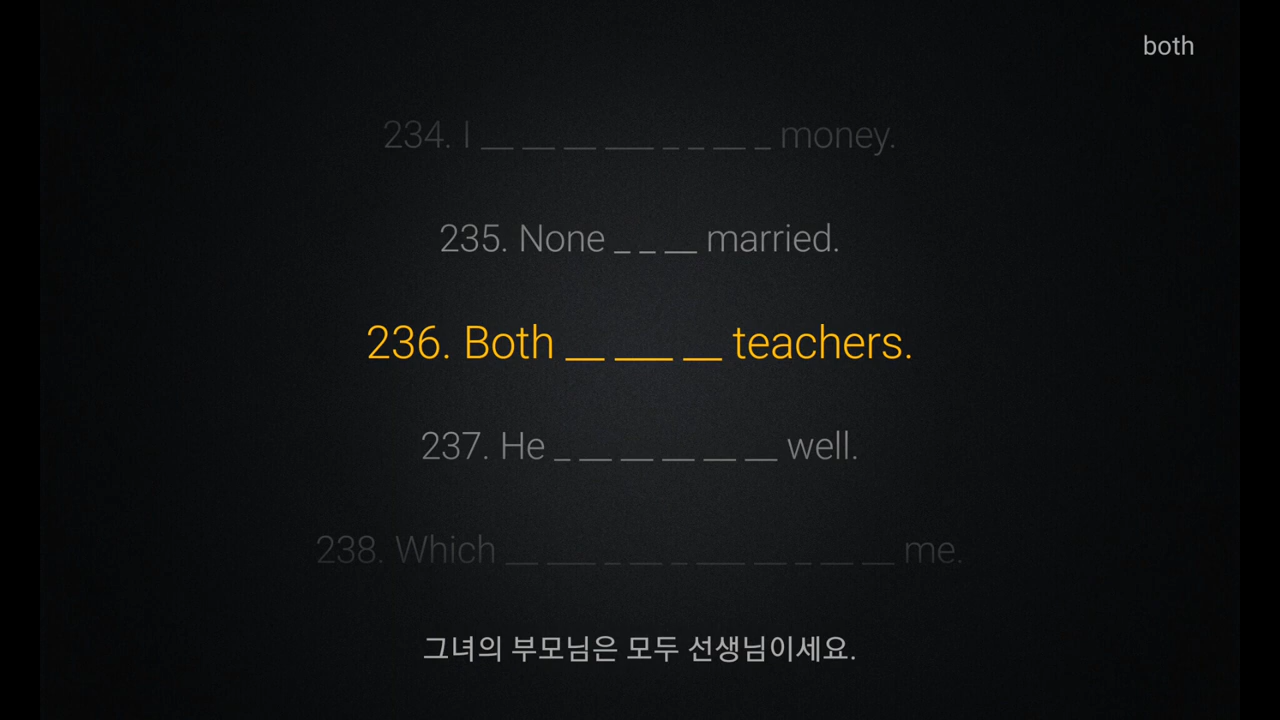 both
234. I __ __ __ ___ _ _ __ _ money.
235. None _ _ __ married.
236. Both __ ___ __ teachers.
237. He _ __ __ __ __ __ well.
238. Which __ ___ _ __ _ ___ __ _ __ __ me.
그녀의 부모님은 모두 선생님이세요.